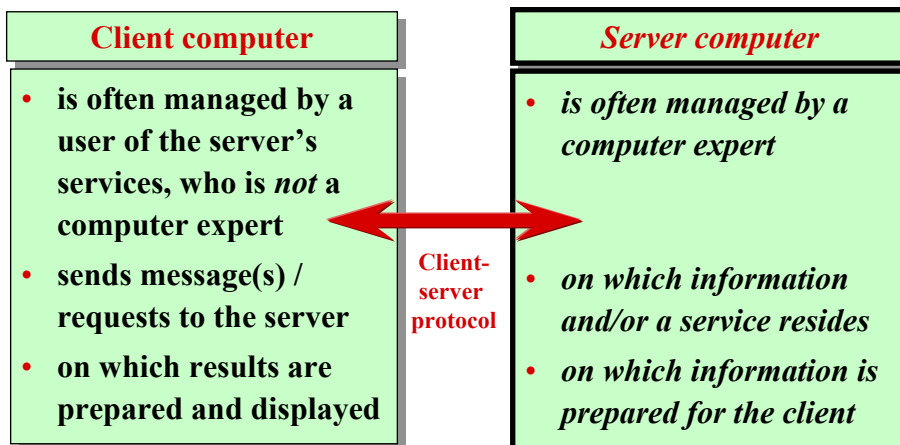 Client computer
• is often managed by a
user of the server’s
services, who is not a
computer expert
• sends message(s) /
requests to the server
• on which results are
prepared and displayed
Client-
server
protocol
Server computer
• is often managed by a
computer expert
• on which information
and/or a service resides
• on which information is
prepared for the client